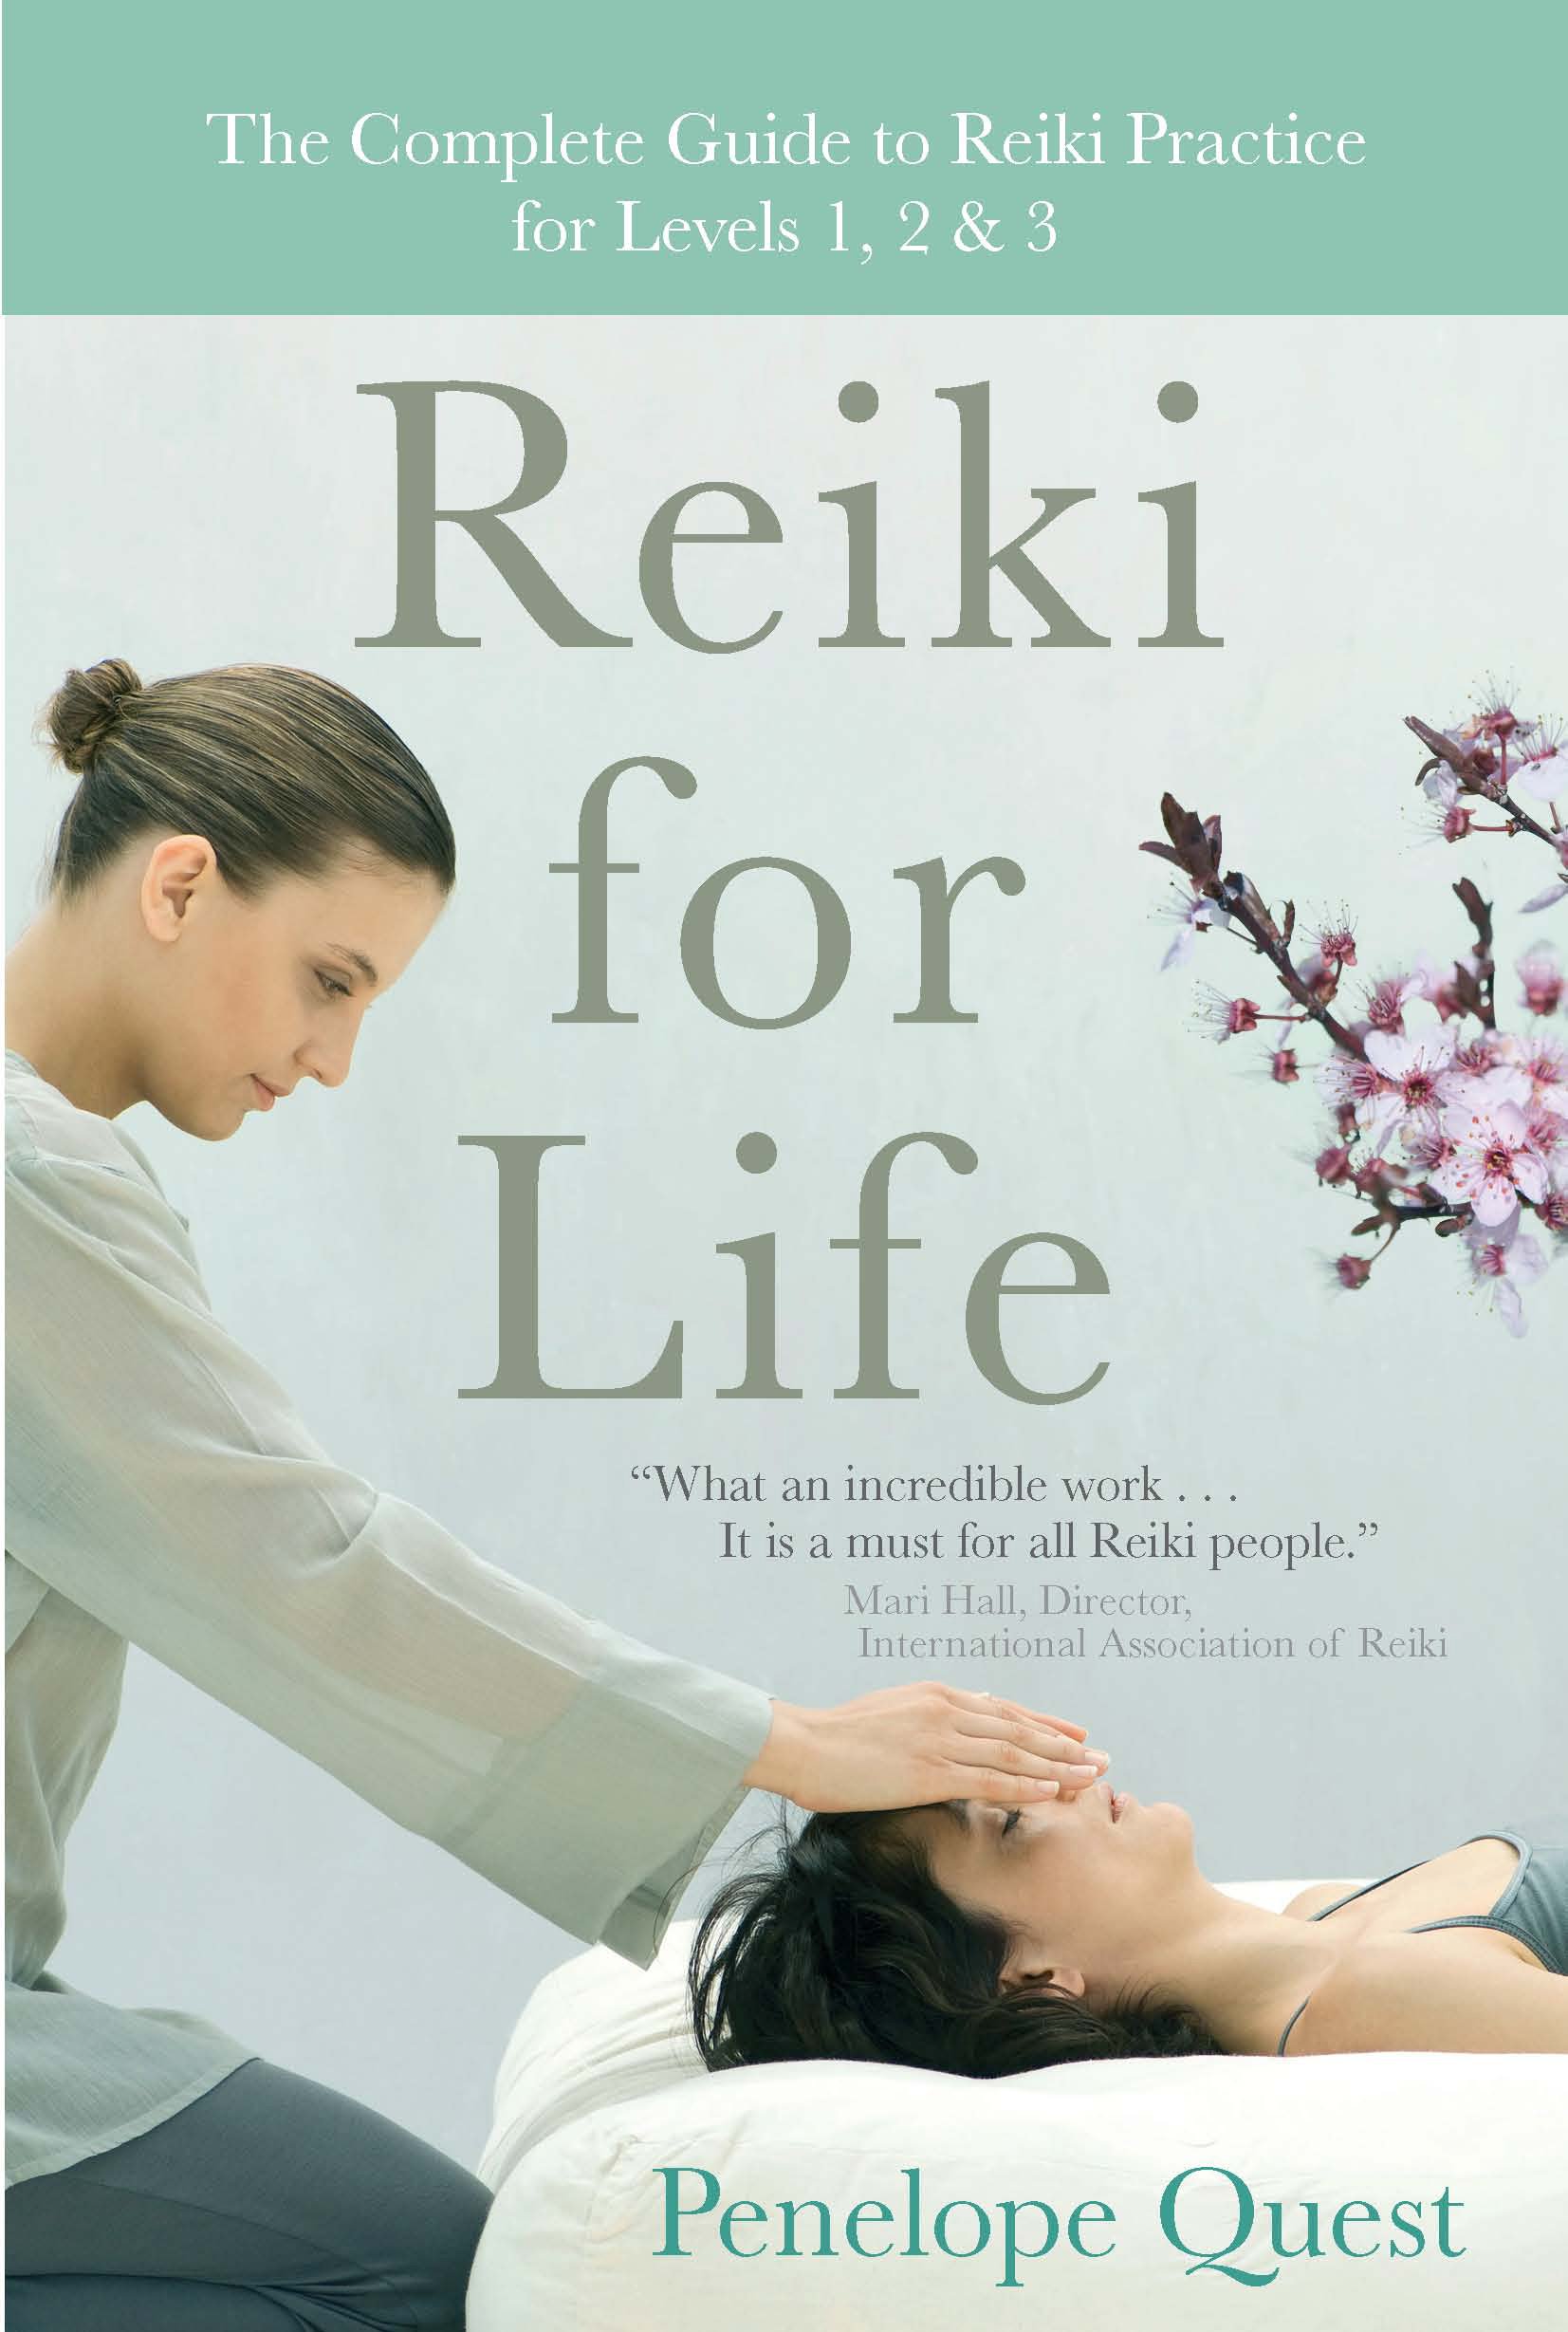 The Complete Guide to Reiki Practice
for Levels 1, 2 & 3
Reiki
for
Life
“What an incredible work . . .
It is a must for all Reiki people.”
Mari Hall, Director,
International Association of Reiki
Penelope Quest